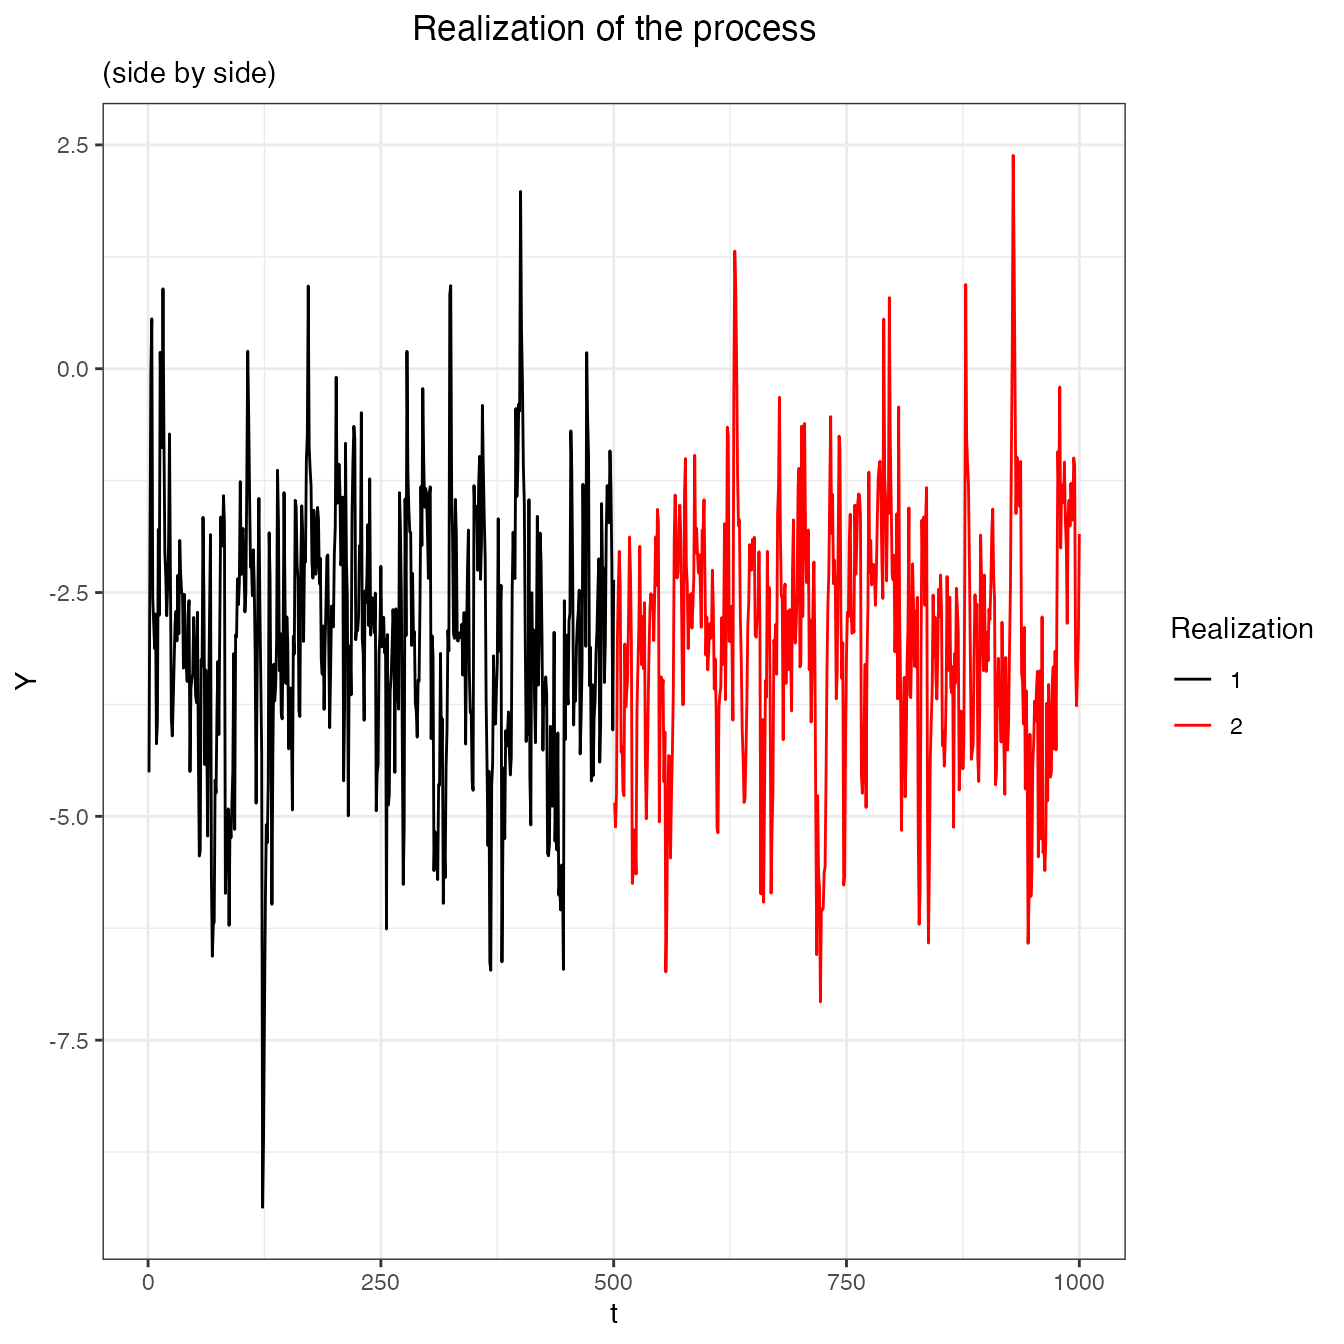 Realization of the process
(side by side)
2.5
0.0
-2.5
-5.0
-7.5
Y
0 250 500 750 1000
t
Realization
1
2